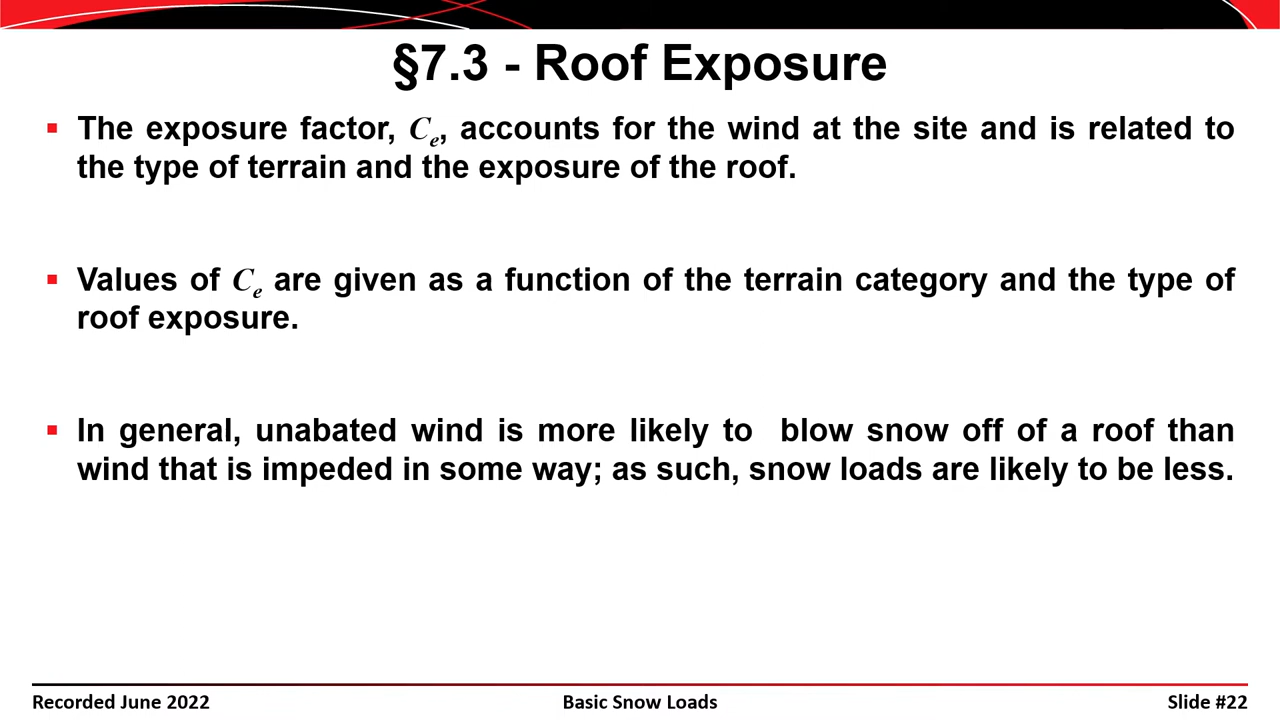 §7.3 - Roof Exposure
▪ The exposure factor, Ce, accounts for the wind at the site and is related to
the type of terrain and the exposure of the roof.
▪ Values of Ce are given as a function of the terrain category and the type of
roof exposure.
▪ In general, unabated wind is more likely to  blow snow off of a roof than
wind that is impeded in some way; as such, snow loads are likely to be less.
Recorded June 2022
Basic Snow Loads
Slide #22